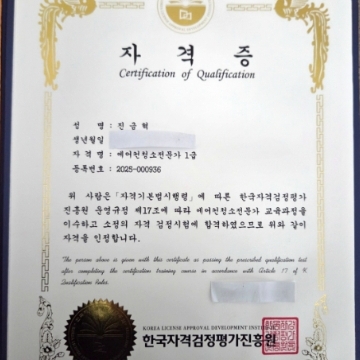 자 격 증
Certification of Qualification
성 명 : 진급혁
생년월일
자 격 명 : 에어컨청소전문가 1급
등록번호 : 2025-000936
위 사람은 「자격기본법시행령」에 따른 한국자격검정평가
진흥원 운영규정 제17조에 따라 에어컨청소전문가 교육과정을
이수하고 소정의 자격 검정시험에 합격하였으므로 위와 같이
자격을 인정합니다.
The person above is given with this certificate as passing the prescribed qualification test
after completing the certification training course in accordance with Article 17 of K
Qualification Rules
KOREA LICENSE APPROVAL DEVELOPMENT INSTITUTE
한국자격검정평가진흥원